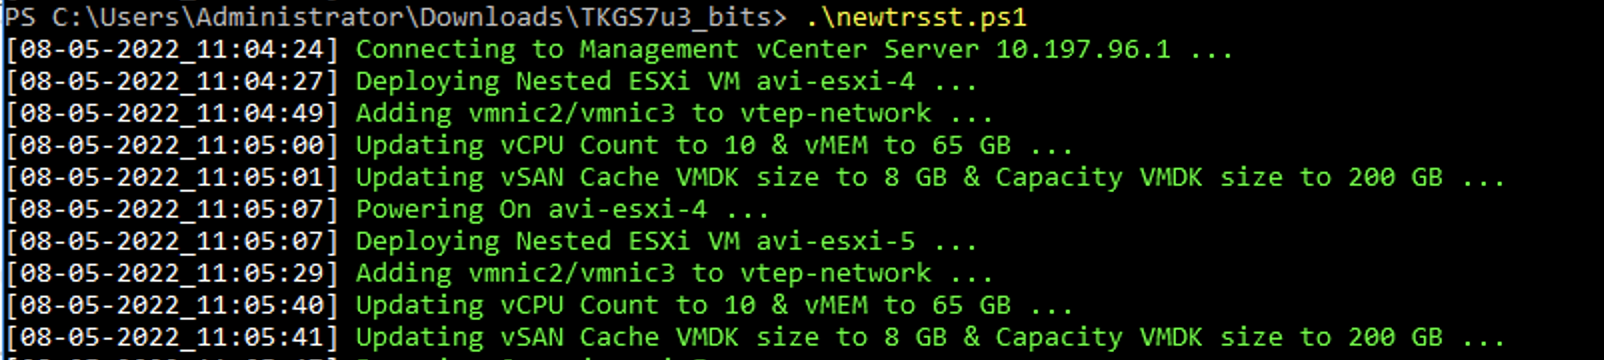 PS C:\Users\Administrator\Downloads\TKGS7u3_bits> .\newtrsst.ps1
[08-05-2022_11:04:24] Connecting to Management vCenter Server 10.197.96.1 ...
[08-05-2022_11:04:27] Deploying Nested ESXi VM avi-esxi-4 ...
[08-05-2022_11:04:49] Adding vmnic2/vmnic3 to vtep-network ...
[08-05-2022_11:05:00] Updating vCPU Count to 10 & vMEM to 65 GB ...
[08-05-2022_11:05:01] Updating vSAN Cache VMDK size to 8 GB & Capacity VMDK size to 200 GB ...
[08-05-2022_11:05:07] Powering On avi-esxi-4 ...
[08-05-2022_11:05:07] Deploying Nested ESXi VM avi-esxi-5 ...
[08-05-2022_11:05:29] Adding vmnic2/vmnic3 to vtep-network ...
[08-05-2022_11:05:40] Updating vCPU Count to 10 & vMEM to 65 GB ...
[08-05-2022_11:05:41] Updating vSAN Cache VMDK size to 8 GB & Capacity VMDK size to 200 GB ...